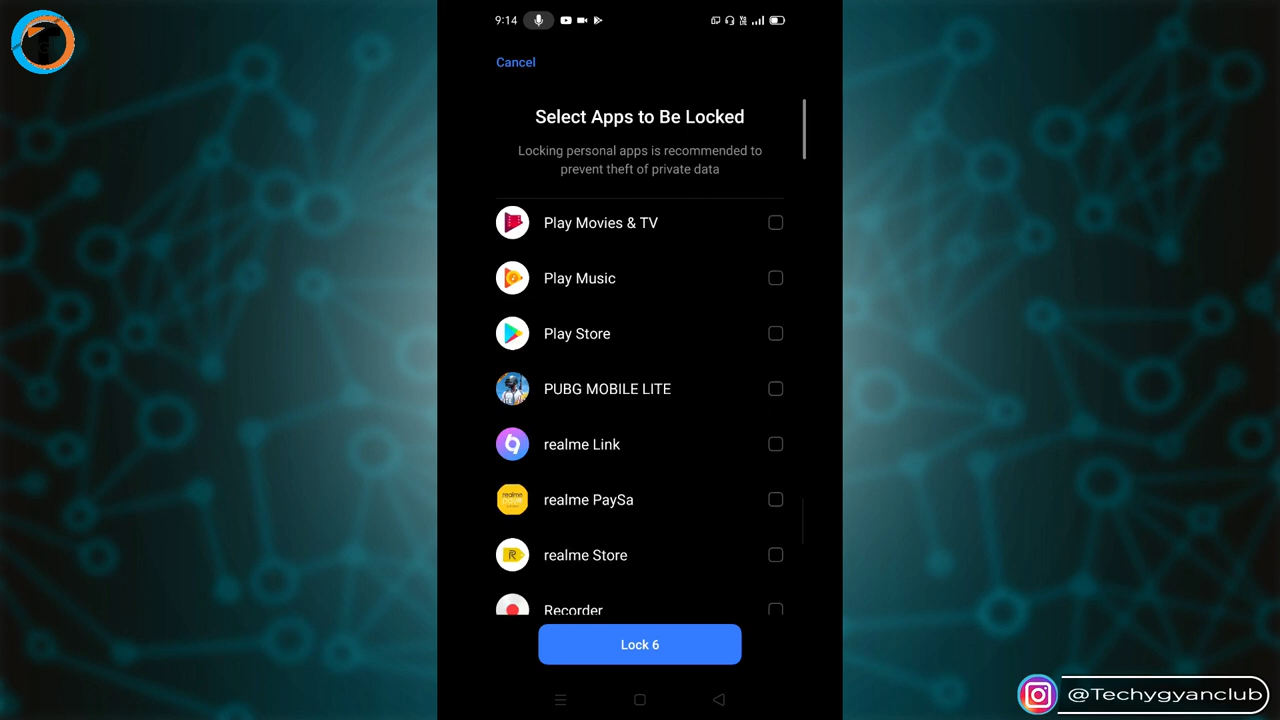 9:14
Cancel
Select Apps to Be Locked
Locking personal apps is recommended to
prevent theft of private data
Play Movies & TV
Play Music
Play Store
PUBG MOBILE LITE
realme Link
realme PaySa
realme Store
Recorder
Lock 6
@Techygyanclub